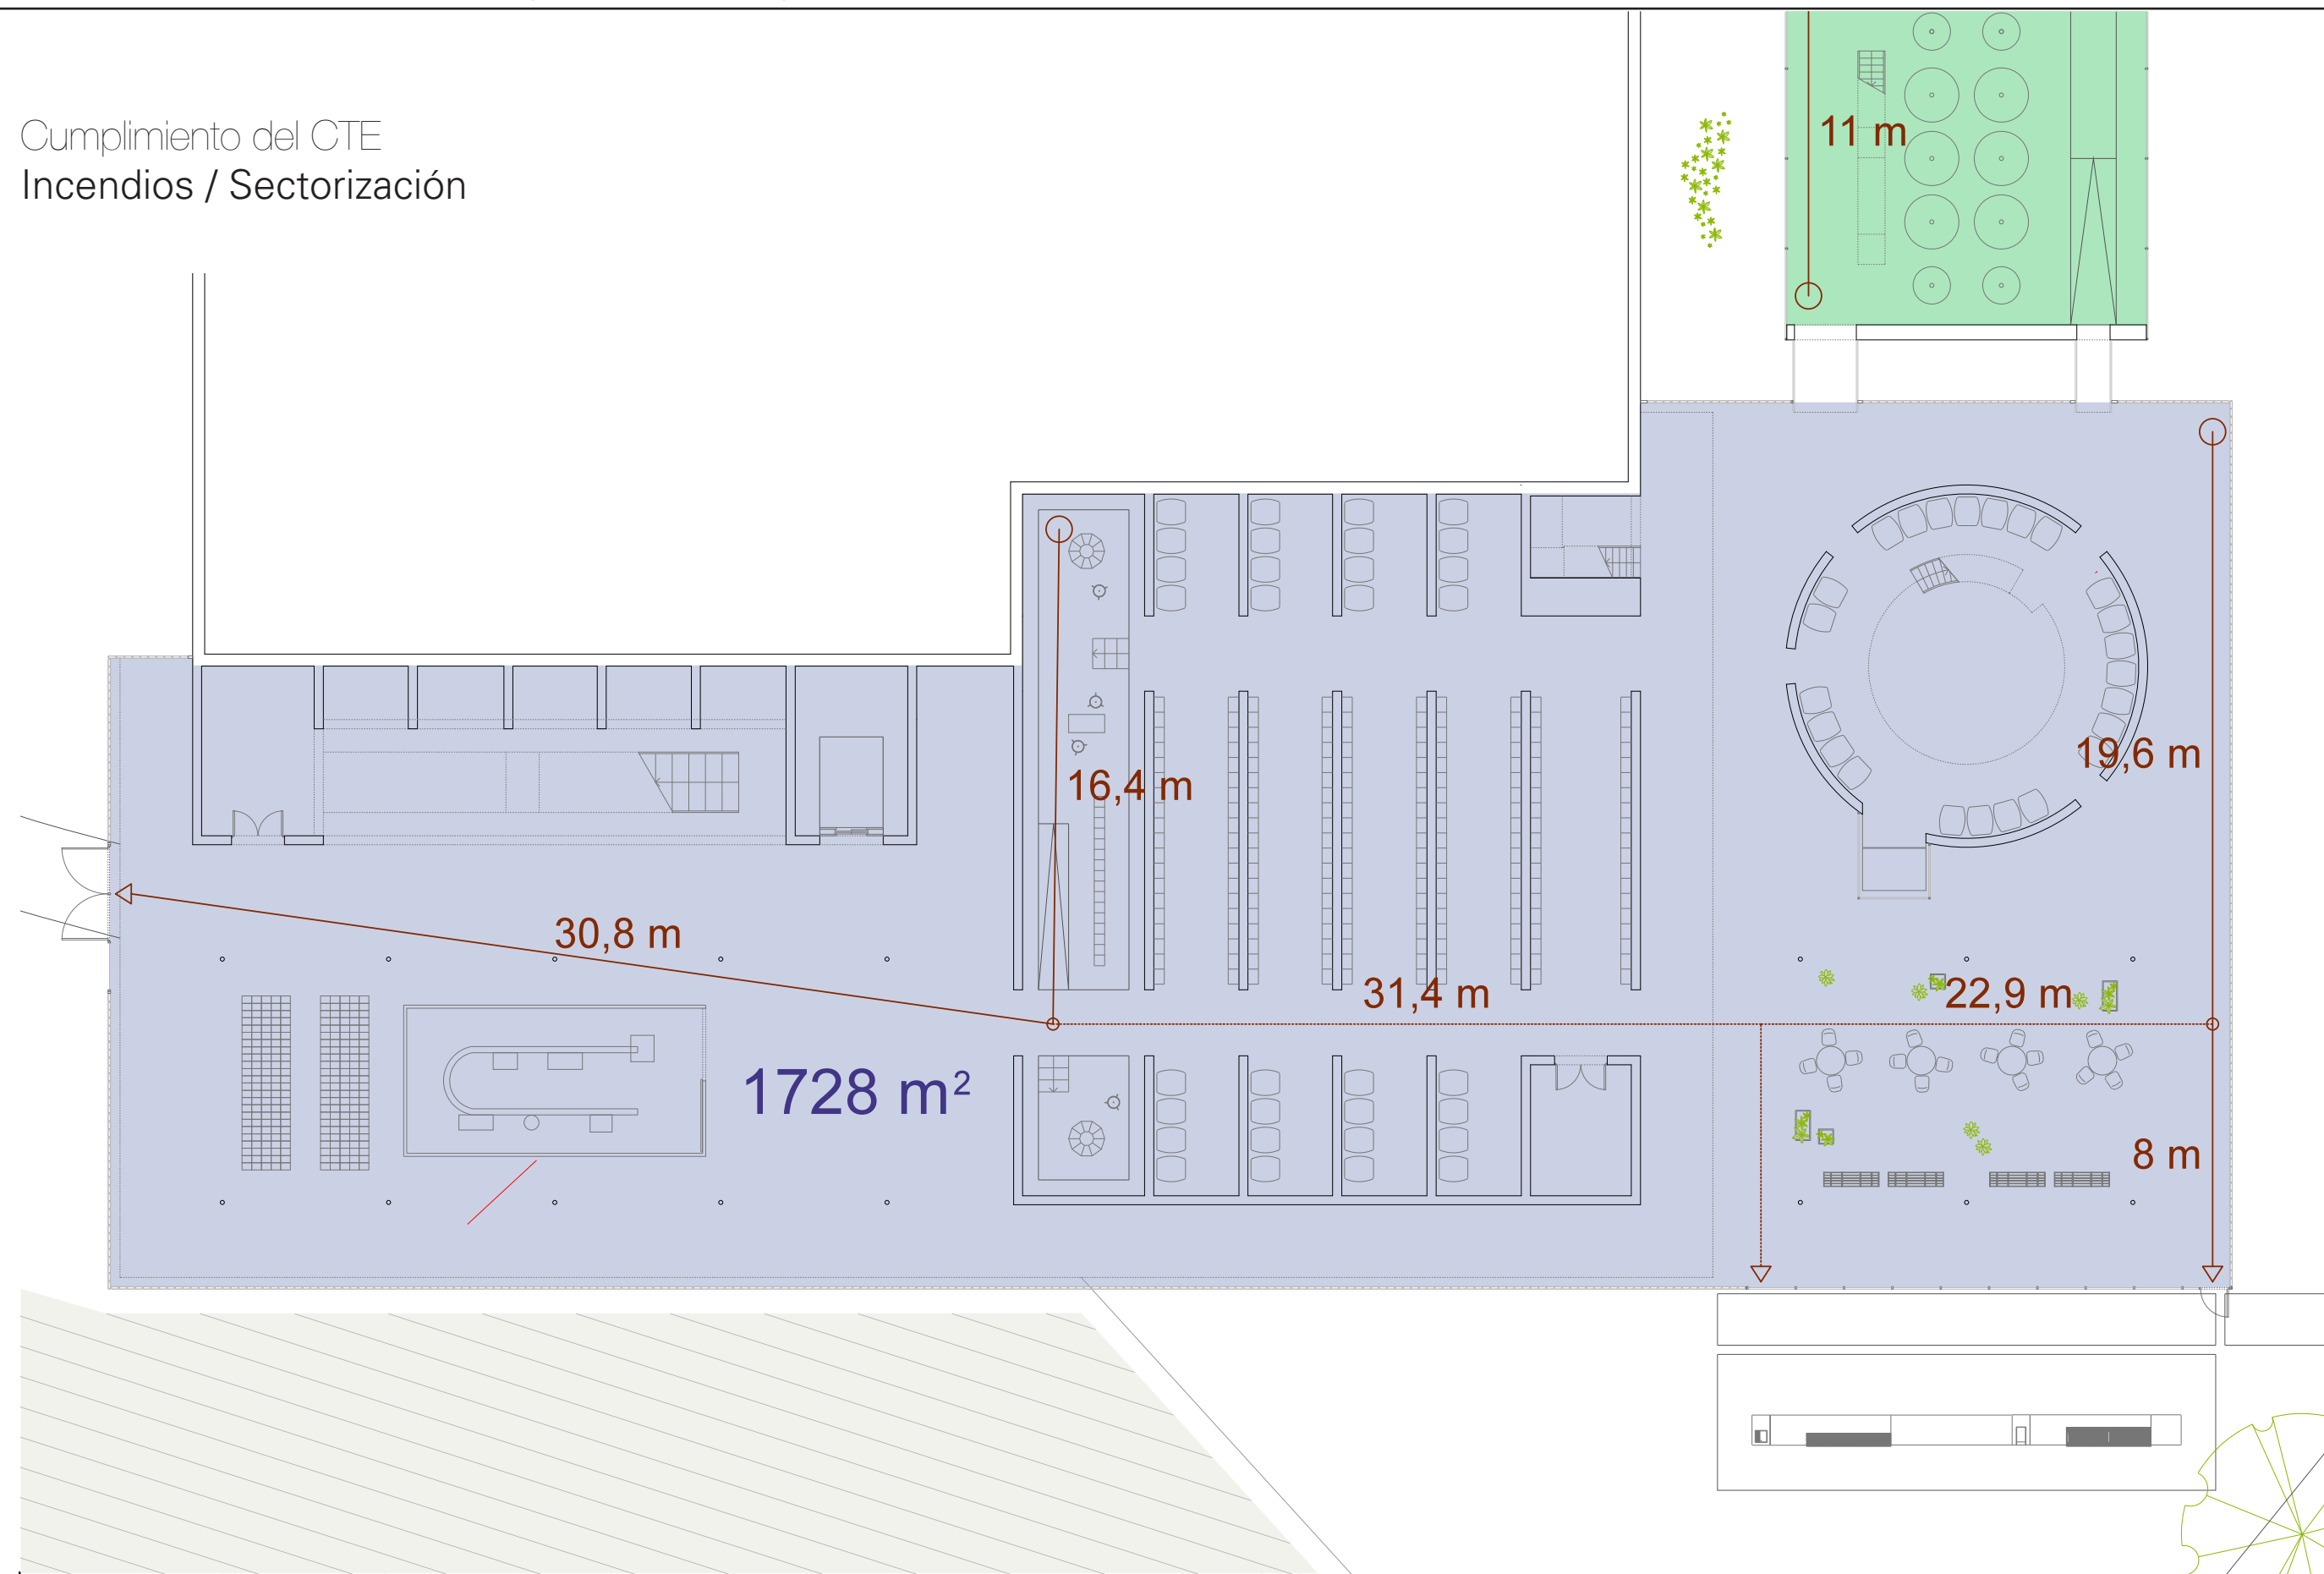 Cumplimiento del CTE
Incendios / Sectorización
11 m
19,6 m
16,4 m
30,8 m
31,4 m
22,9 m
1728 m²
8 m